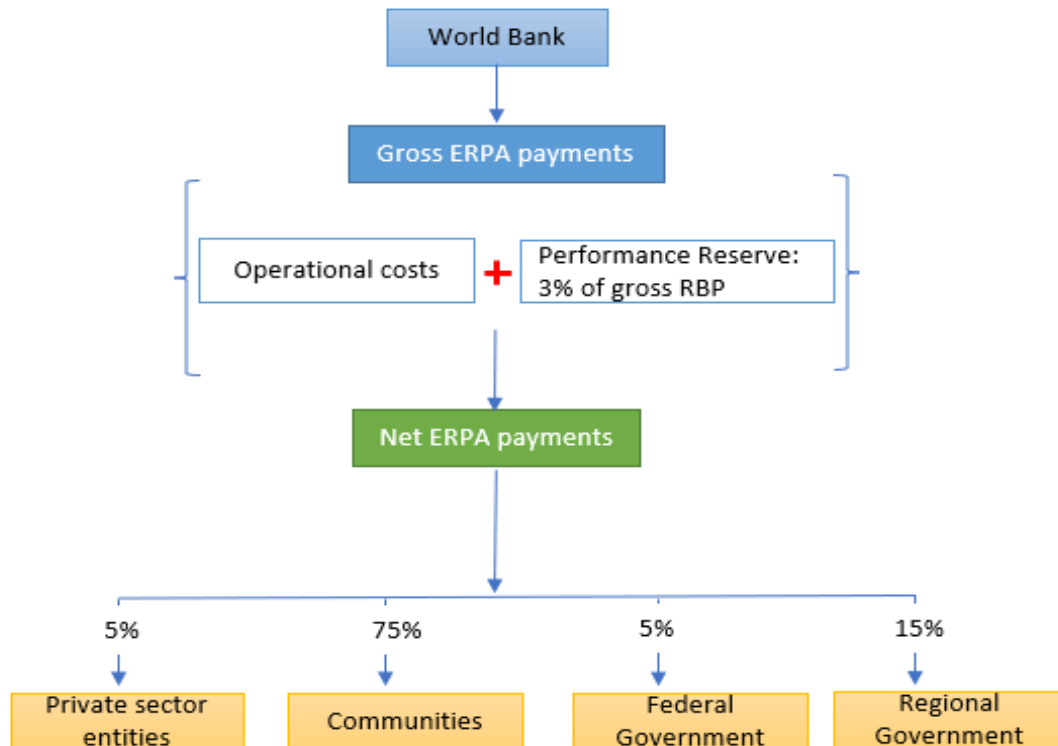 World Bank
Gross ERPA payments
Operational costs
+
Performance Reserve:
3% of gross RBP
Net ERPA payments
5%
75%
5%
15%
Private sector
entities
Communities
Federal
Government
Regional
Government